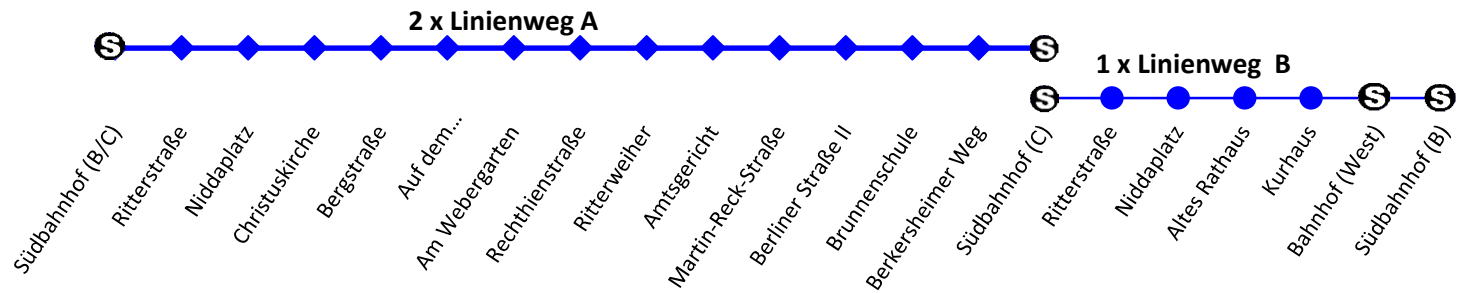 2 x Linienweg A
1 x Linienweg B
S
S
S
S
S
Südbahnhof (B/C)
Ritterstraße
Niddaplatz
Christuskirche
Bergstraße
Auf dem...
Am Webergarten
Rechthienstraße
Ritterweiher
Amtsgericht
Martin-Reck-Straße
Berliner Straße II
Brunnenschule
Berkersheimer Weg
Südbahnhof (C)
Ritterstraße
Niddaplatz
Altes Rathaus
Kurhaus
Bahnhof (West)
Südbahnhof (B)